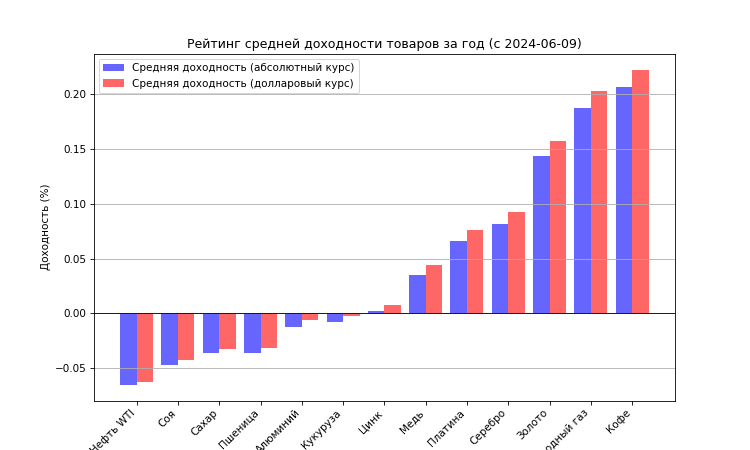 Рейтинг средней доходности товаров за год (с 2024-06-09)
Средняя доходность (абсолютный курс)
Средняя доходность (долларовый курс)
Доходность (%)
0.20
0.15
0.10
0.05
0.00
−0.05
Нефть WTI
Соя
Сахар
Пшеница
Алюминий
Кукуруза
Цинк
Медь
Платина
Серебро
Золото
газ
Кофе